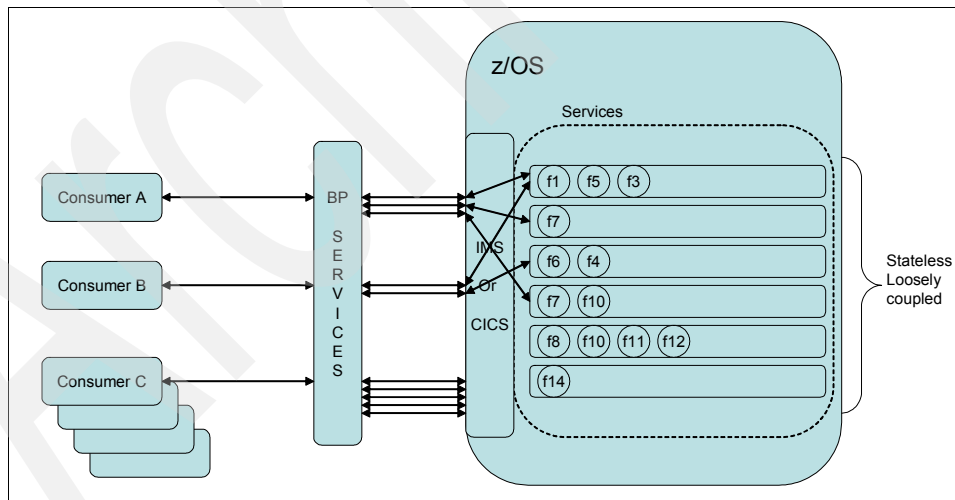 z/OS
Services
Consumer A
BP
f1 f5 f3
f7
SERVICES
IMS
Consumer B
f6 f4
Stateless
Loosely
coupled
Or
f7 f10
CICS
f8 f10 f11 f12
Consumer C
f14